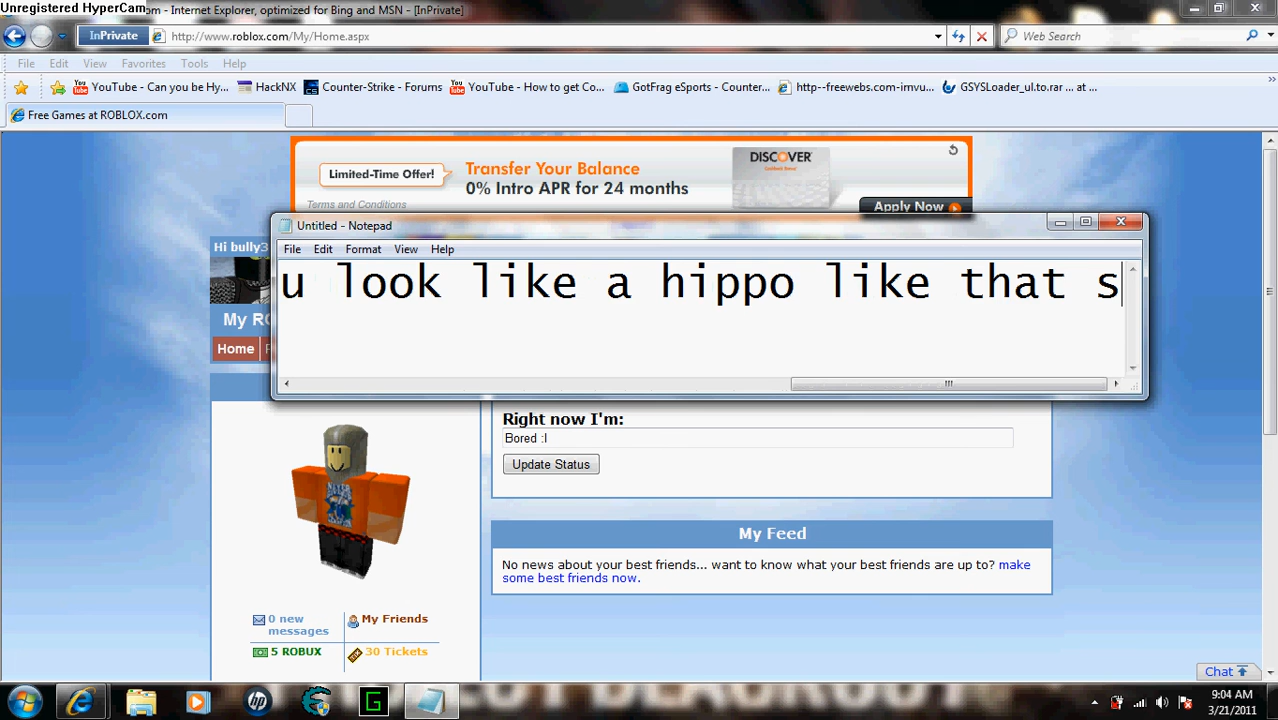 Unregistered HyperCam
om - Internet Explorer, optimized for Bing and MSN - [InPrivate]
InPrivate
http://www.roblox.com/My/Home.aspx
Web Search
File Edit View Favorites Tools Help
YouTube - Can you be Hy...
HackNX
Counter-Strike - Forums
YouTube - How to get Co...
GotFrag eSports - Counter...
http--freewebs.com-imvu...
GSYSLoader_ul.to.rar ... at ...
Free Games at ROBLOX.com
Limited-Time Offer!
Transfer Your Balance
0% Intro APR for 24 months
Terms and Conditions
DISCOVER
Apply Now
Untitled - Notepad
File Edit Format View Help
u look like a hippo like that s
Hi bully3
My RO
Home
Right now I'm:
Bored :l
Update Status
My Feed
No news about your best friends... want to know what your best friends are up to? make
some best friends now.
0 new
messages
My Friends
5 ROBUX
30 Tickets
Chat
9:04 AM
3/21/2011